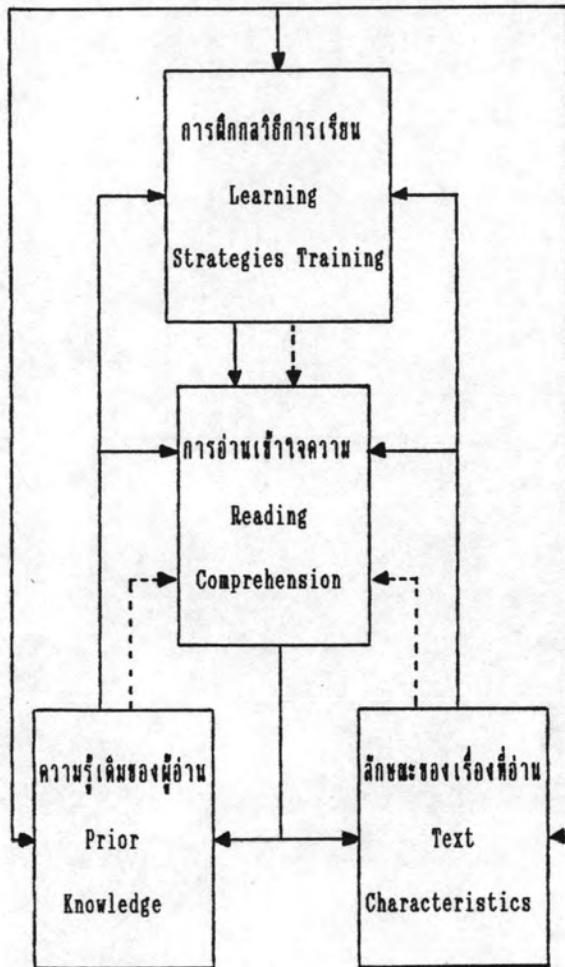 การฝึกกลวิธีการเรียน
Learning
Strategies Training
การอ่านเข้าใจความ
Reading
Comprehension
ความรู้เดิมของผู้อ่าน
Prior
Knowledge
ลักษณะของเรื่องที่อ่าน
Text
Characteristics